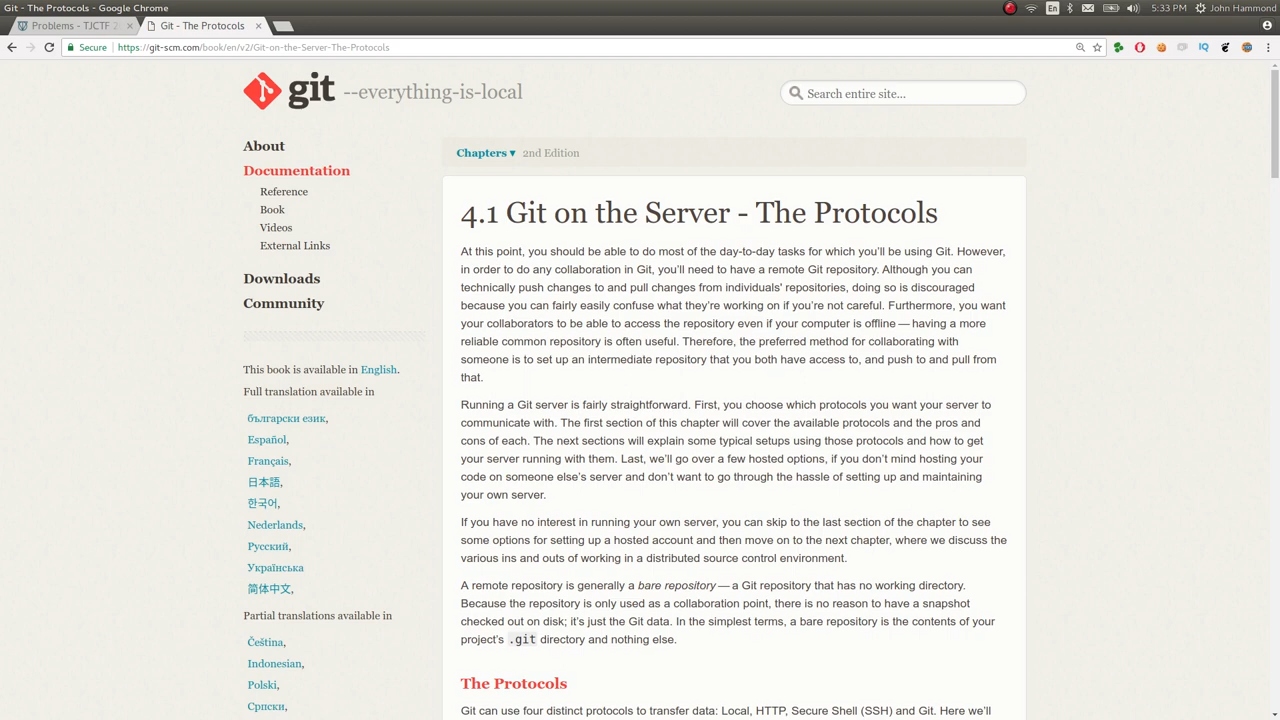 Git - The Protocols - Google Chrome
En
5:33 PM
John Hammond
Problems - TJCTF 2
Git - The Protocols
Secure
https://git-scm.com/book/en/v2/Git-on-the-Server-The-Protocols
IQ
git --everything-is-local
Search entire site...
About
Documentation
Reference
Book
Videos
External Links
Downloads
Community
This book is available in English.
Full translation available in
български език,
Español,
Français,
日本語,
한국어,
Nederlands,
Русский,
Українська
简体中文,
Partial translations available in
Čeština,
Indonesian,
Polski,
Српски,
Chapters ▾ 2nd Edition
4.1 Git on the Server - The Protocols
At this point, you should be able to do most of the day-to-day tasks for which you’ll be using Git. However,
in order to do any collaboration in Git, you’ll need to have a remote Git repository. Although you can
technically push changes to and pull changes from individuals' repositories, doing so is discouraged
because you can fairly easily confuse what they’re working on if you’re not careful. Furthermore, you want
your collaborators to be able to access the repository even if your computer is offline — having a more
reliable common repository is often useful. Therefore, the preferred method for collaborating with
someone is to set up an intermediate repository that you both have access to, and push to and pull from
that.
Running a Git server is fairly straightforward. First, you choose which protocols you want your server to
communicate with. The first section of this chapter will cover the available protocols and the pros and
cons of each. The next sections will explain some typical setups using those protocols and how to get
your server running with them. Last, we’ll go over a few hosted options, if you don’t mind hosting your
code on someone else’s server and don’t want to go through the hassle of setting up and maintaining
your own server.
If you have no interest in running your own server, you can skip to the last section of the chapter to see
some options for setting up a hosted account and then move on to the next chapter, where we discuss the
various ins and outs of working in a distributed source control environment.
A remote repository is generally a bare repository — a Git repository that has no working directory.
Because the repository is only used as a collaboration point, there is no reason to have a snapshot
checked out on disk; it’s just the Git data. In the simplest terms, a bare repository is the contents of your
project’s .git directory and nothing else.
The Protocols
Git can use four distinct protocols to transfer data: Local, HTTP, Secure Shell (SSH) and Git. Here we’ll